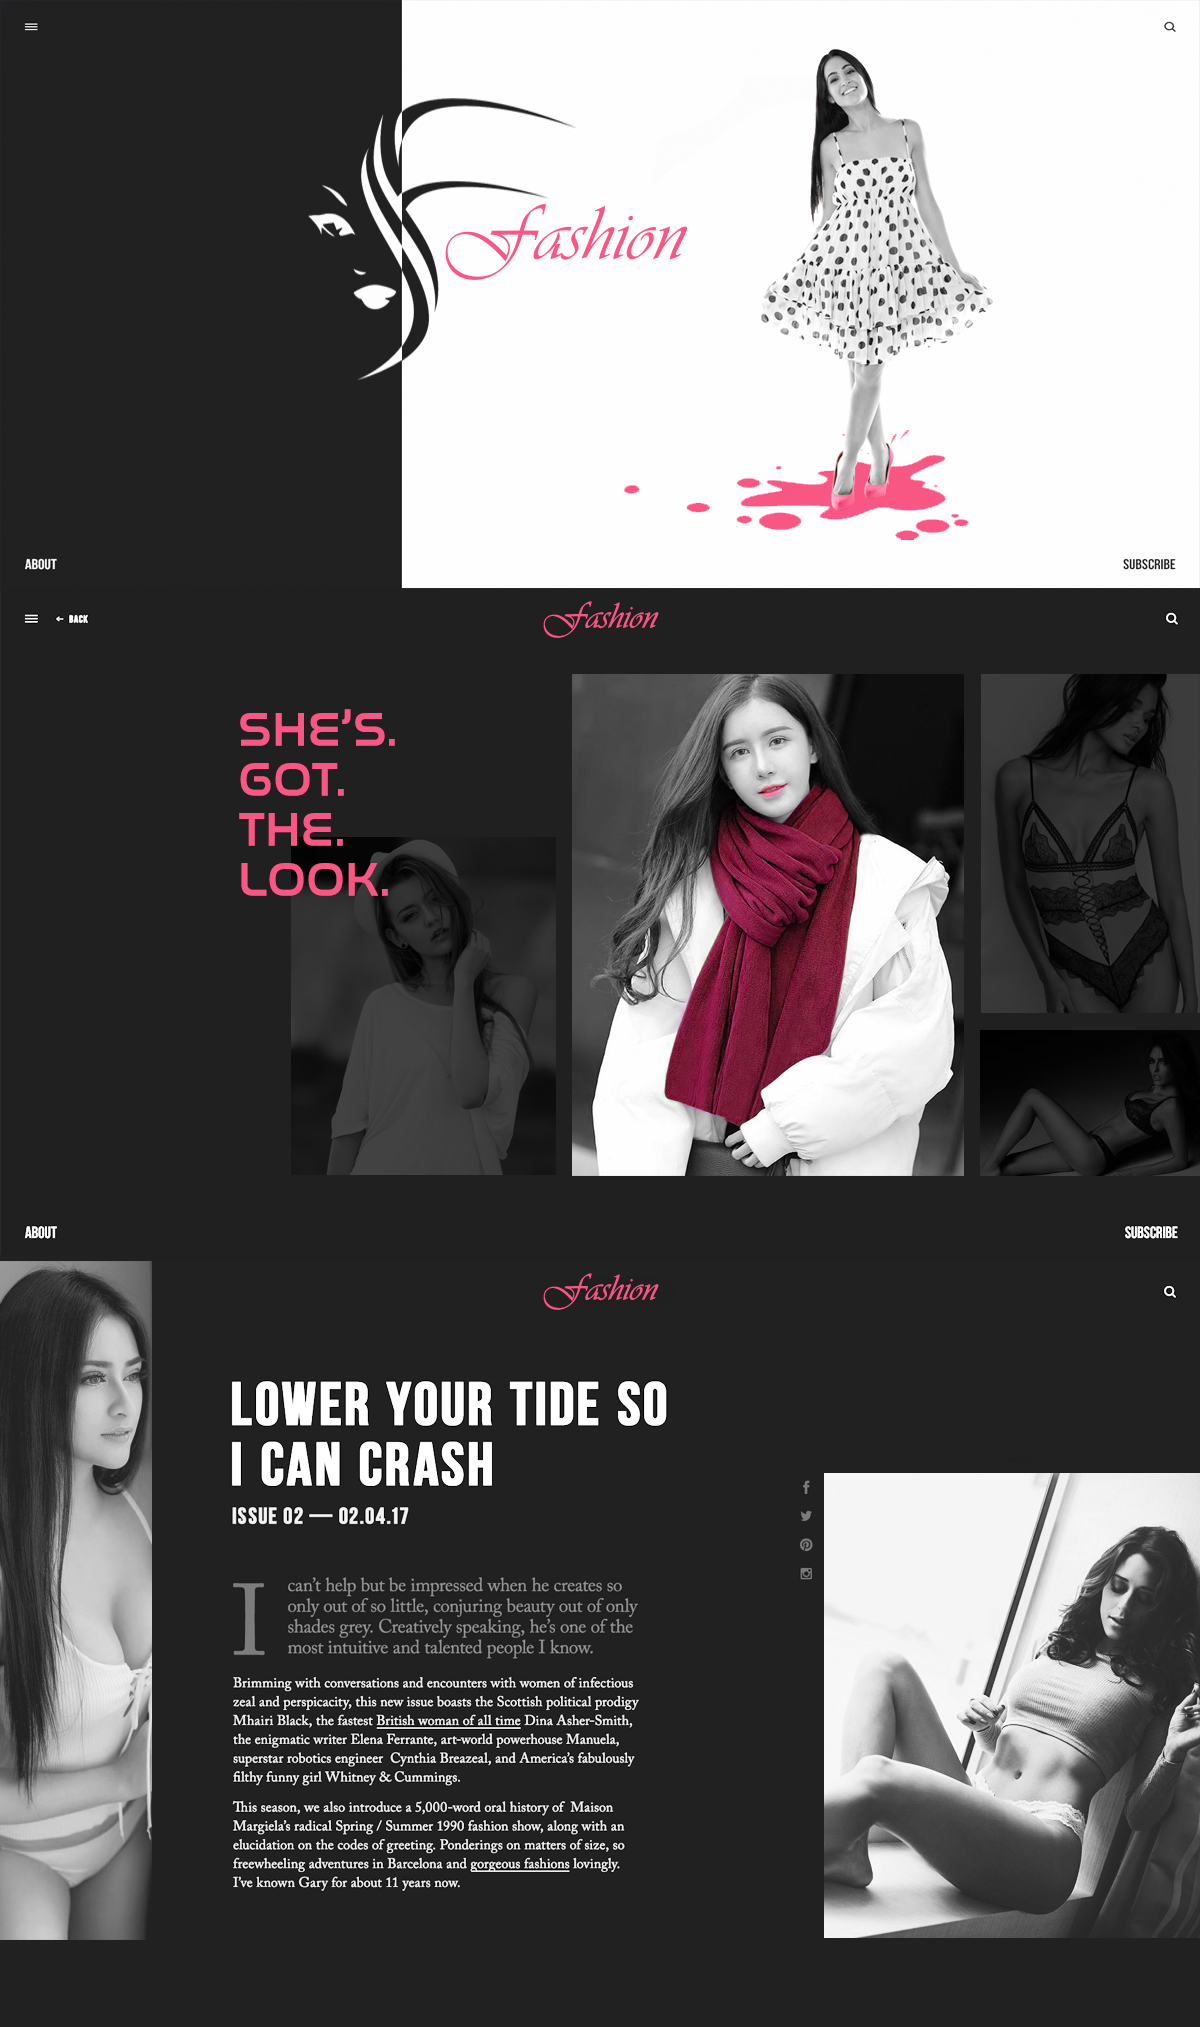 Fashion
ABOUT
SUBSCRIBE
BACK
Fashion
SHE'S.
GOT.
THE.
LOOK.
ABOUT
SUBSCRIBE
Fashion
LOWER YOUR TIDE SO
I CAN CRASH
ISSUE 02 — 02.04.17
I can't help but be impressed when he creates so
only out of so little, conjuring beauty out of only
shades grey. Creatively speaking, he's one of the
most intuitive and talented people I know.
Brimming with conversations and encounters with women of infectious
zeal and perspicacity, this new issue boasts the Scottish political prodigy
Mhairi Black, the fastest British woman of all time Dina Asher-Smith,
the enigmatic writer Elena Ferrante, art-world powerhouse Manuela,
superstar robotics engineer Cynthia Breazeal, and America's fabulously
filthy funny girl Whitney & Cummings.
This season, we also introduce a 5,000-word oral history of Maison
Margiela's radical Spring / Summer 1990 fashion show, along with an
elucidation on the codes of greeting. Ponderings on matters of size, so
freewheeling adventures in Barcelona and gorgeous fashions lovingly.
I've known Gary for about 11 years now.